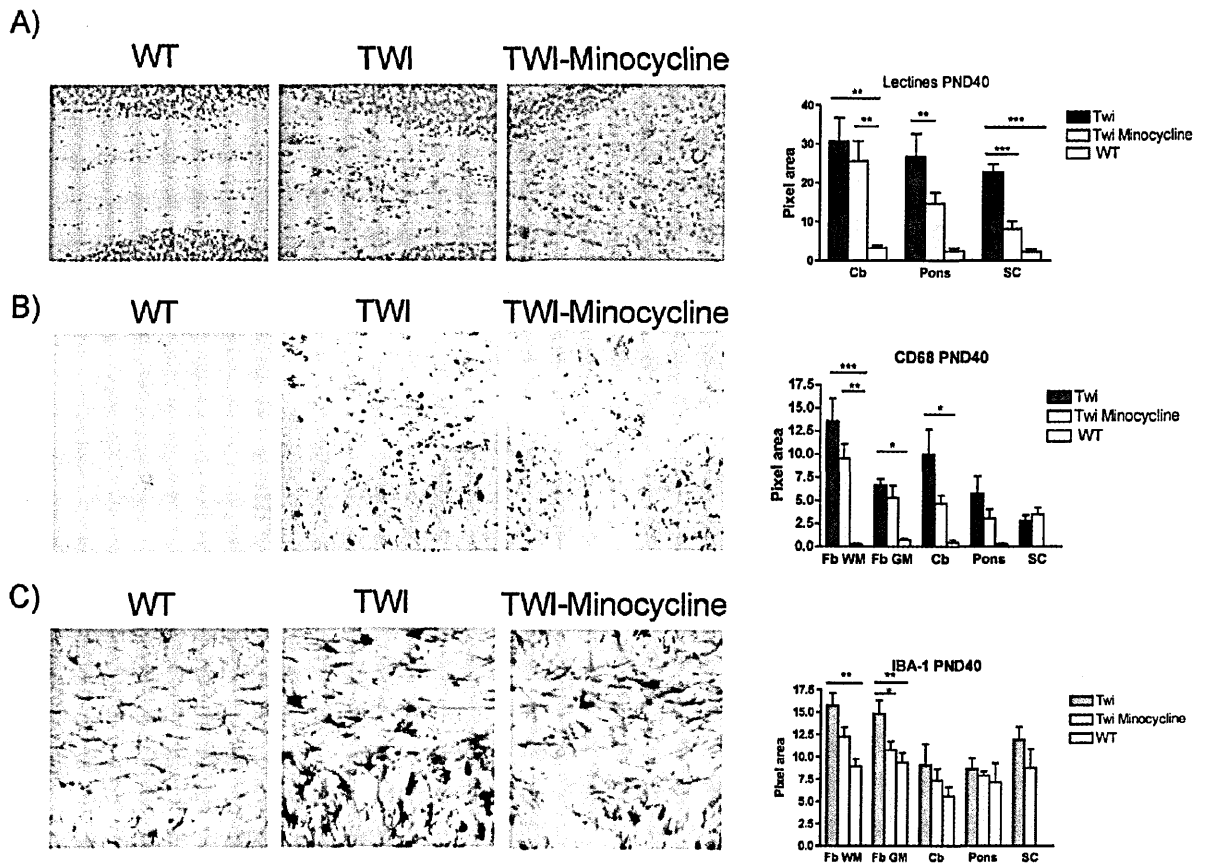 A)
WT
TWI
TWI-Minocycline
Lectines PND40
40
30
20
10
0
Pixel area
**
**
**
***
***
Cb
Pons
SC
Twi
Twi Minocycline
WT
B)
WT
TWI
TWI-Minocycline
CD68 PND40
17.5
15.0
12.5
10.0
7.5
5.0
2.5
0.0
Pixel area
***
**
*
*
Fb WM
Fb GM
Cb
Pons
SC
Twi
Twi Minocycline
WT
C)
WT
TWI
TWI-Minocycline
IBA-1 PND40
17.5
15.0
12.5
10.0
7.5
5.0
2.5
0.0
Pixel area
**
**
*
Fb WM
Fb GM
Cb
Pons
SC
Twi
Twi Minocycline
WT